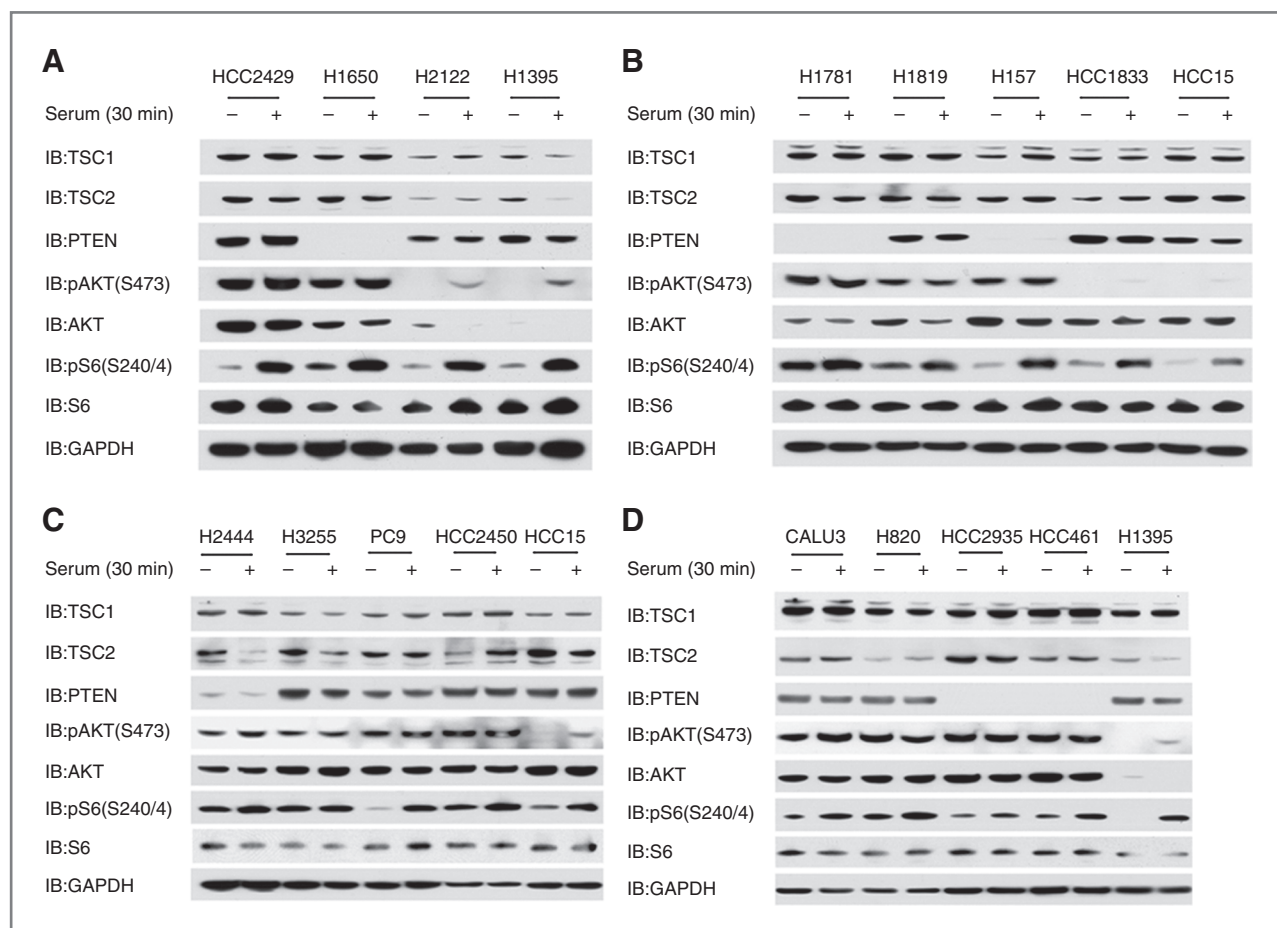 A
HCC2429 H1650 H2122 H1395
Serum (30 min) – + – + – + – +
IB:TSC1
IB:TSC2
IB:PTEN
IB:pAKT(S473)
IB:AKT
IB:pS6(S240/4)
IB:S6
IB:GAPDH
B
H1781 H1819 H157 HCC1833 HCC15
Serum (30 min) – + – + – + – + – +
IB:TSC1
IB:TSC2
IB:PTEN
IB:pAKT(S473)
IB:AKT
IB:pS6(S240/4)
IB:S6
IB:GAPDH
C
H2444 H3255 PC9 HCC2450 HCC15
Serum (30 min) – + – + – + – + – +
IB:TSC1
IB:TSC2
IB:PTEN
IB:pAKT(S473)
IB:AKT
IB:pS6(S240/4)
IB:S6
IB:GAPDH
D
CALU3 H820 HCC2935 HCC461 H1395
Serum (30 min) – + – + – + – + – +
IB:TSC1
IB:TSC2
IB:PTEN
IB:pAKT(S473)
IB:AKT
IB:pS6(S240/4)
IB:S6
IB:GAPDH